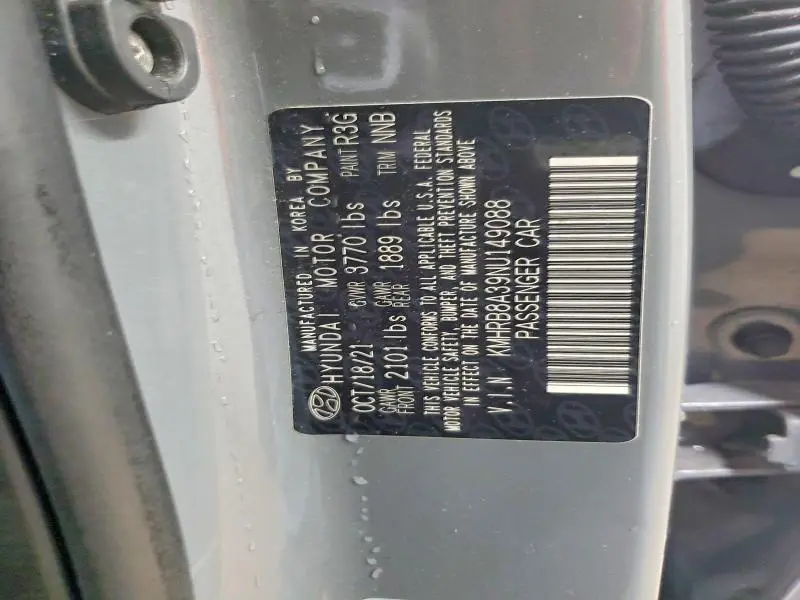 MANUFACTURED IN KOREA BY
HYUNDAI MOTOR COMPANY
OCT/18/21 GVWR 3770 lbs PAINT R3G
GAWR FRONT 2101 lbs GAWR REAR 1889 lbs TRIM NNB
THIS VEHICLE CONFORMS TO ALL APPLICABLE U.S.A. FEDERAL
MOTOR VEHICLE SAFETY, BUMPER, AND THEFT PREVENTION STANDARDS
IN EFFECT ON THE DATE OF MANUFACTURE SHOWN ABOVE
V.I.N KMHRB8A39NU149088
PASSENGER CAR